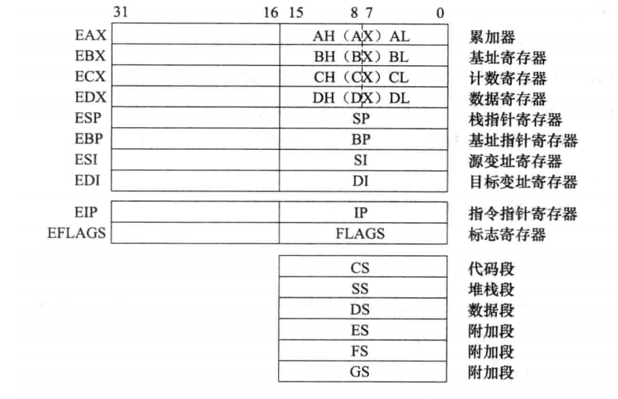 31 16 15 8 7 0
EAX AH（AX）AL 累加器
EBX BH（BX）BL 基址寄存器
ECX CH（CX）CL 计数寄存器
EDX DH（DX）DL 数据寄存器
ESP SP 栈指针寄存器
EBP BP 基址指针寄存器
ESI SI 源变址寄存器
EDI DI 目标变址寄存器
EIP IP 指令指针寄存器
EFLAGS FLAGS 标志寄存器
CS 代码段
SS 堆栈段
DS 数据段
ES 附加段
FS 附加段
GS 附加段